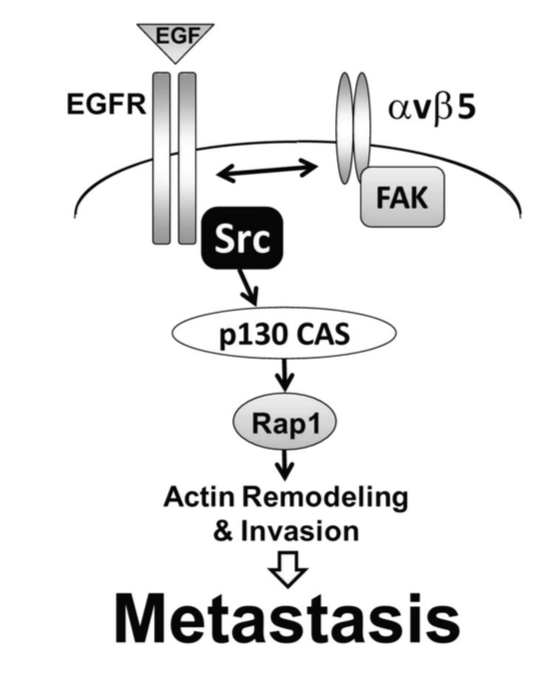 EGF
EGFR
αvβ5
FAK
Src
p130 CAS
Rap1
Actin Remodeling
& Invasion
Metastasis